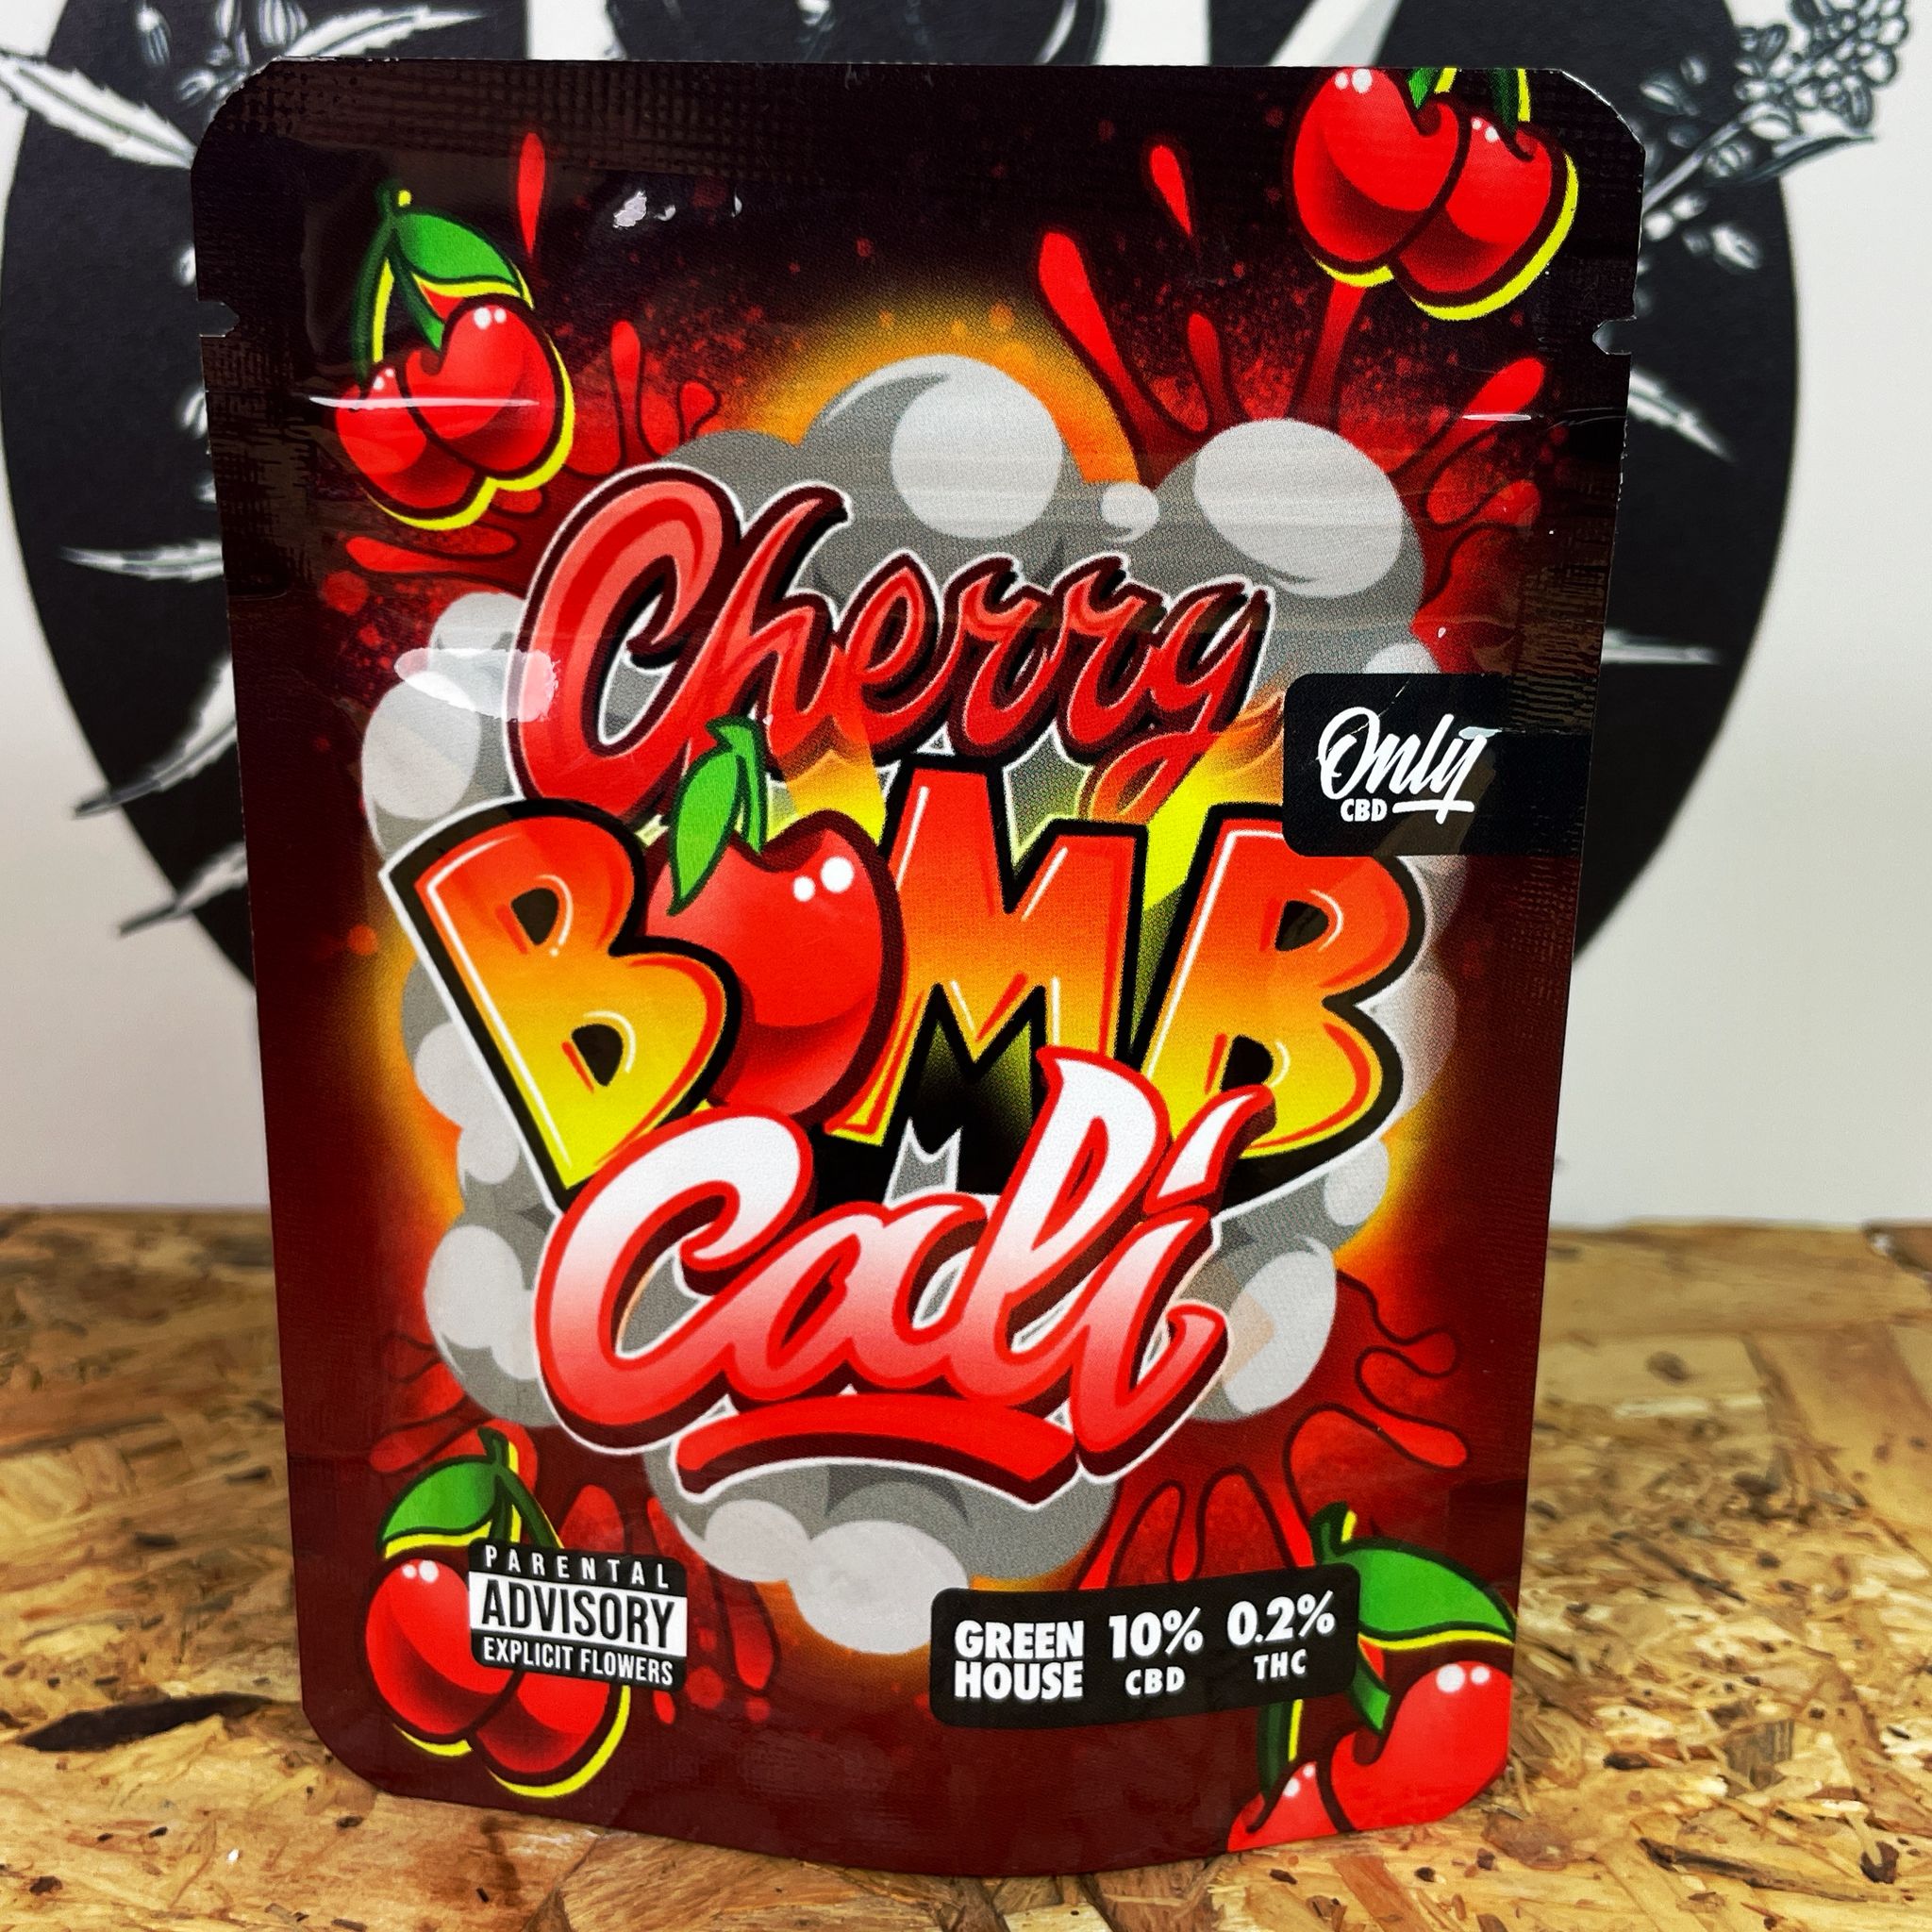 Cherry
BOMB
Cali
Only
CBD
PARENTAL
ADVISORY
EXPLICIT FLOWERS
GREEN HOUSE
10% CBD
0.2% THC